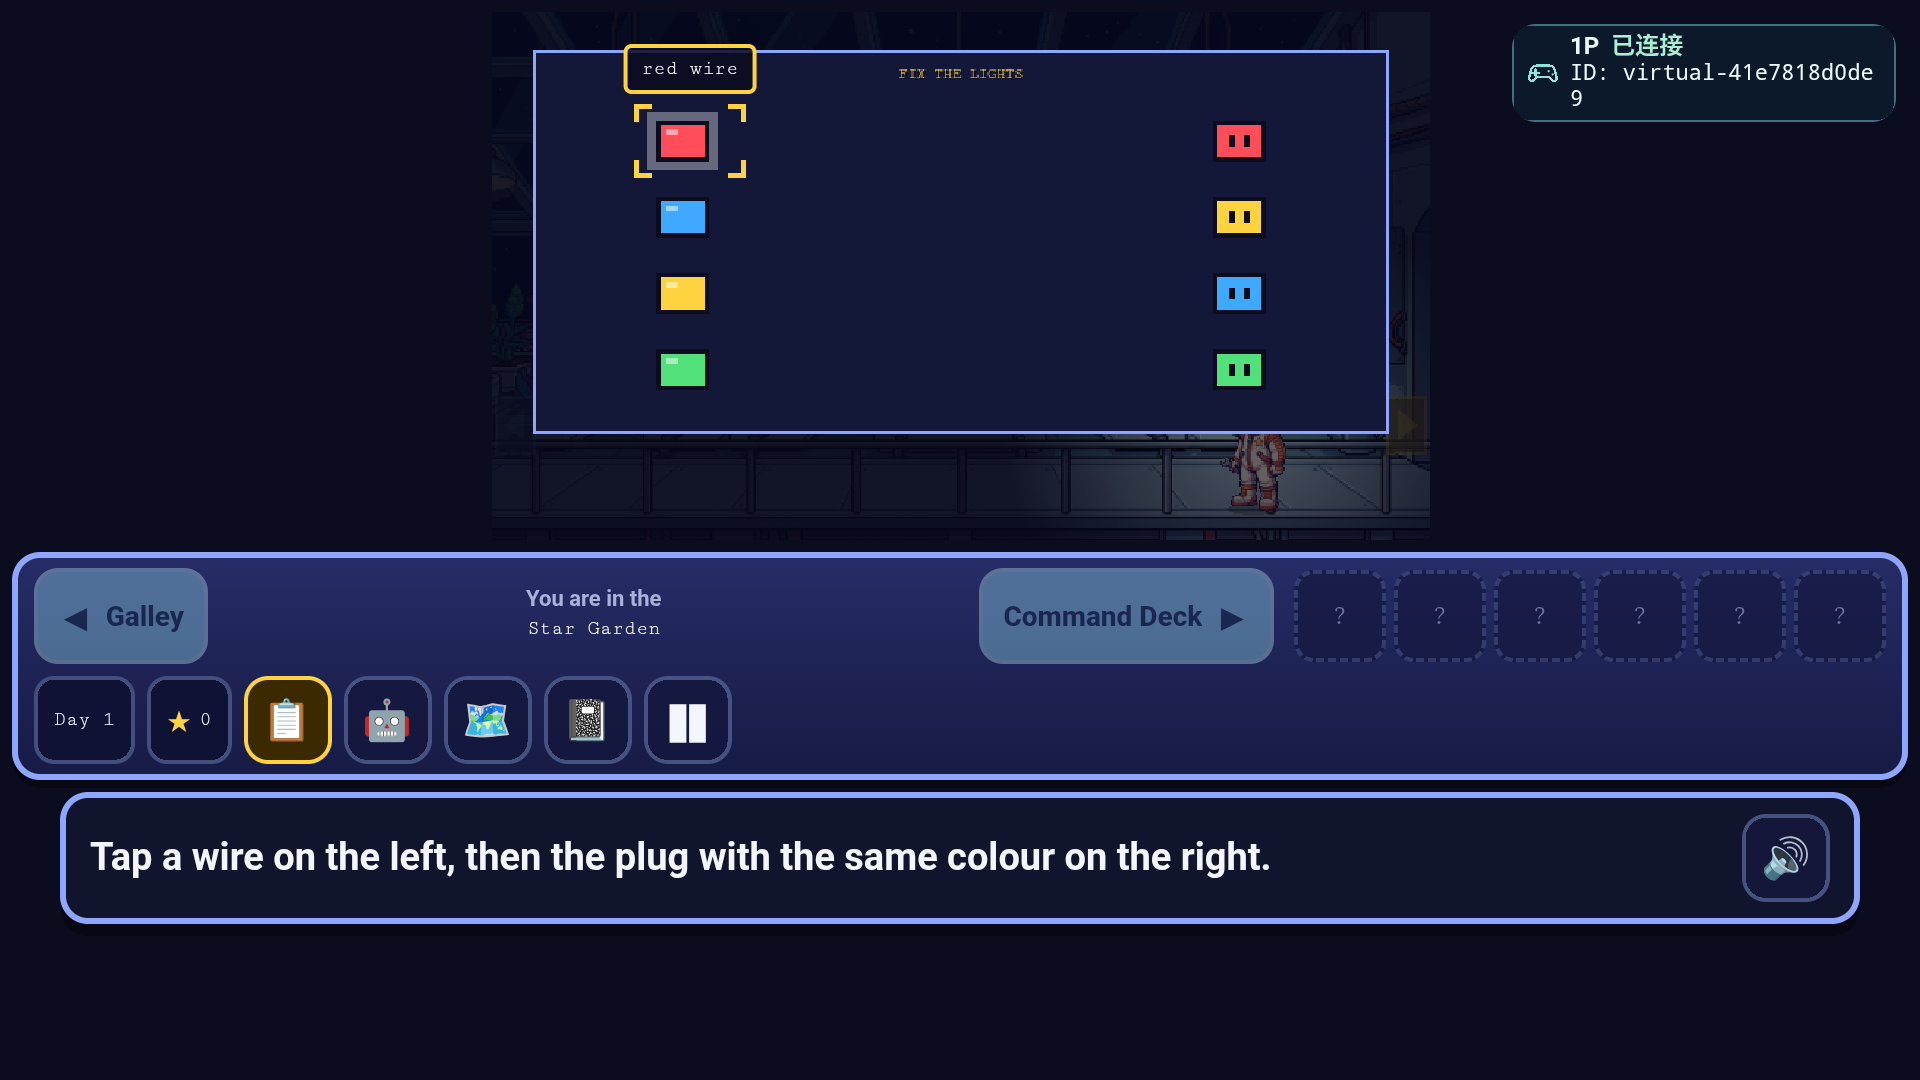 red wire
FIX THE LIGHTS
1P 已连接
ID: virtual-41e7818d0de
9
Galley
You are in the
Star Garden
Command Deck
? ? ? ? ? ?
Day 1
★ 0
Tap a wire on the left, then the plug with the same colour on the right.